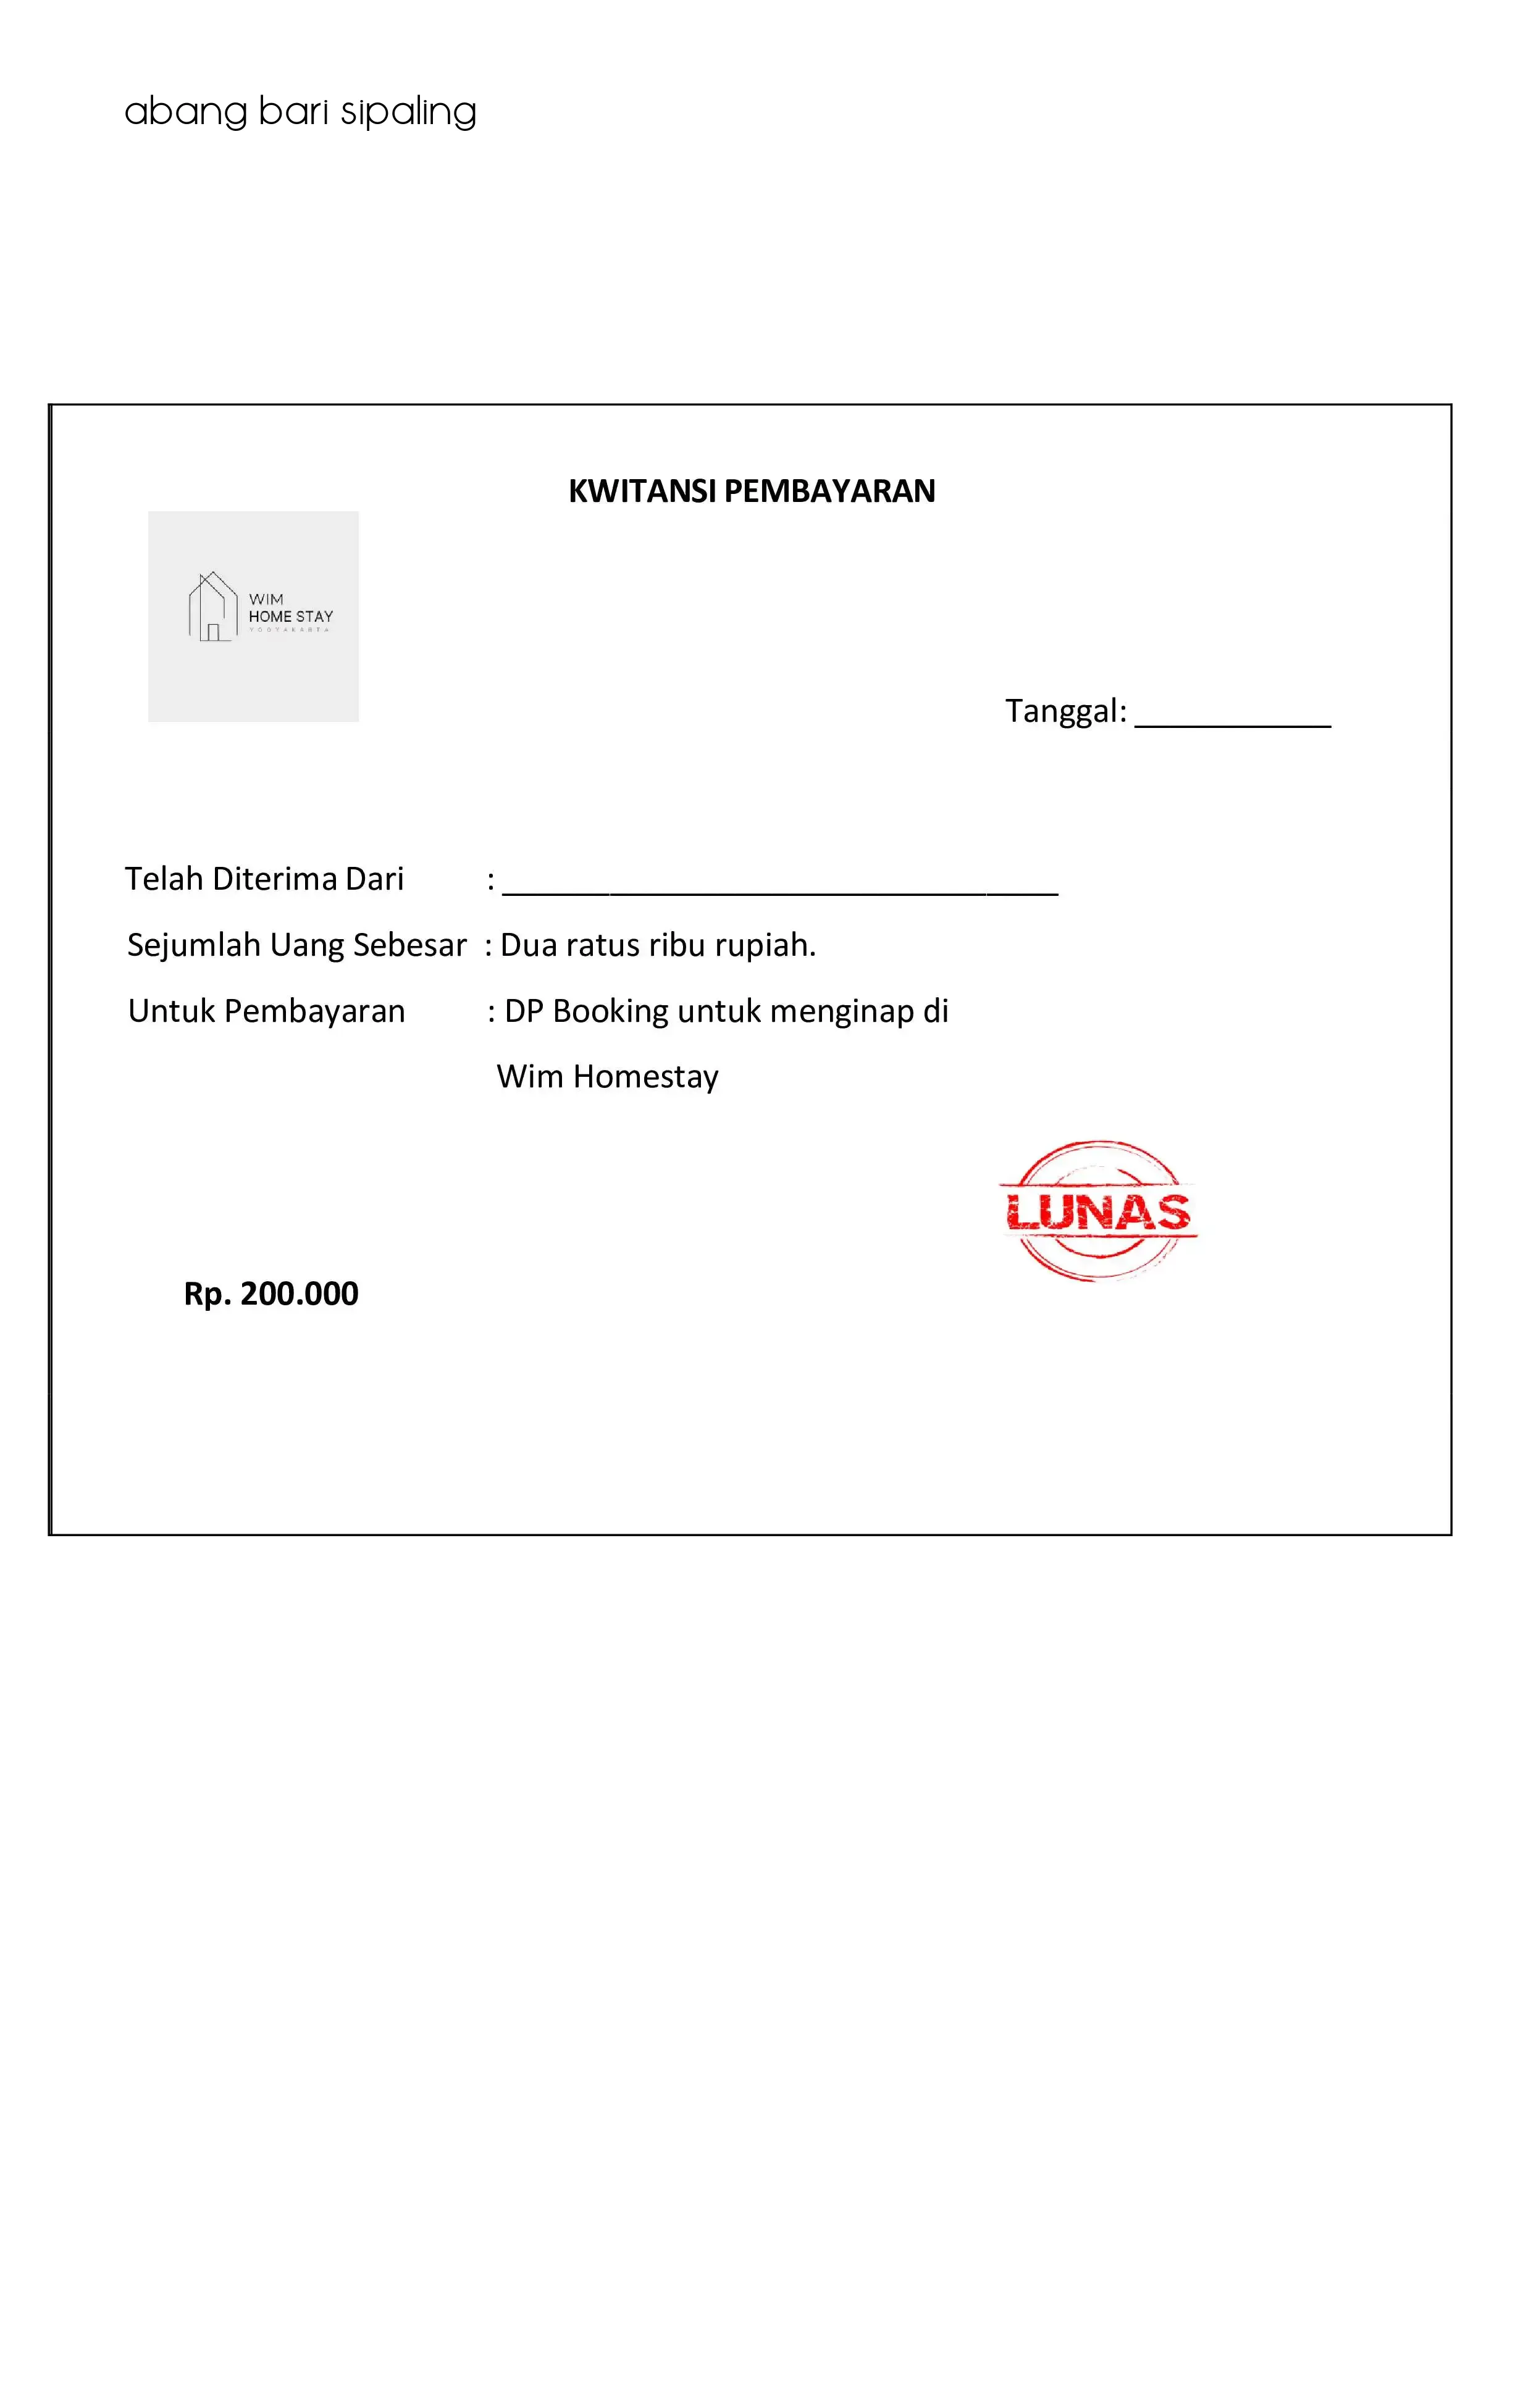 abang bari sipaling
KWITANSI PEMBAYARAN
WIM
HOME STAY
YOGYAKARTA
Tanggal: ___________
Telah Diterima Dari : _______________________________
Sejumlah Uang Sebesar : Dua ratus ribu rupiah.
Untuk Pembayaran : DP Booking untuk menginap di
Wim Homestay
LUNAS
Rp. 200.000